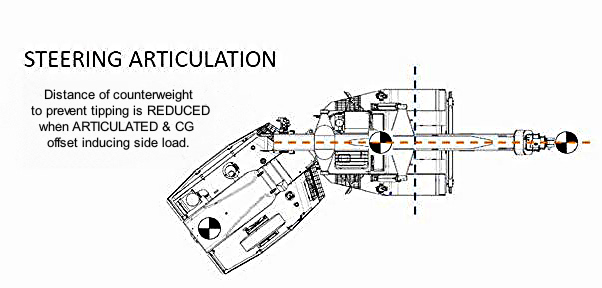 STEERING ARTICULATION
Distance of counterweight
to prevent tipping is REDUCED
when ARTICULATED & CG
offset inducing side load.